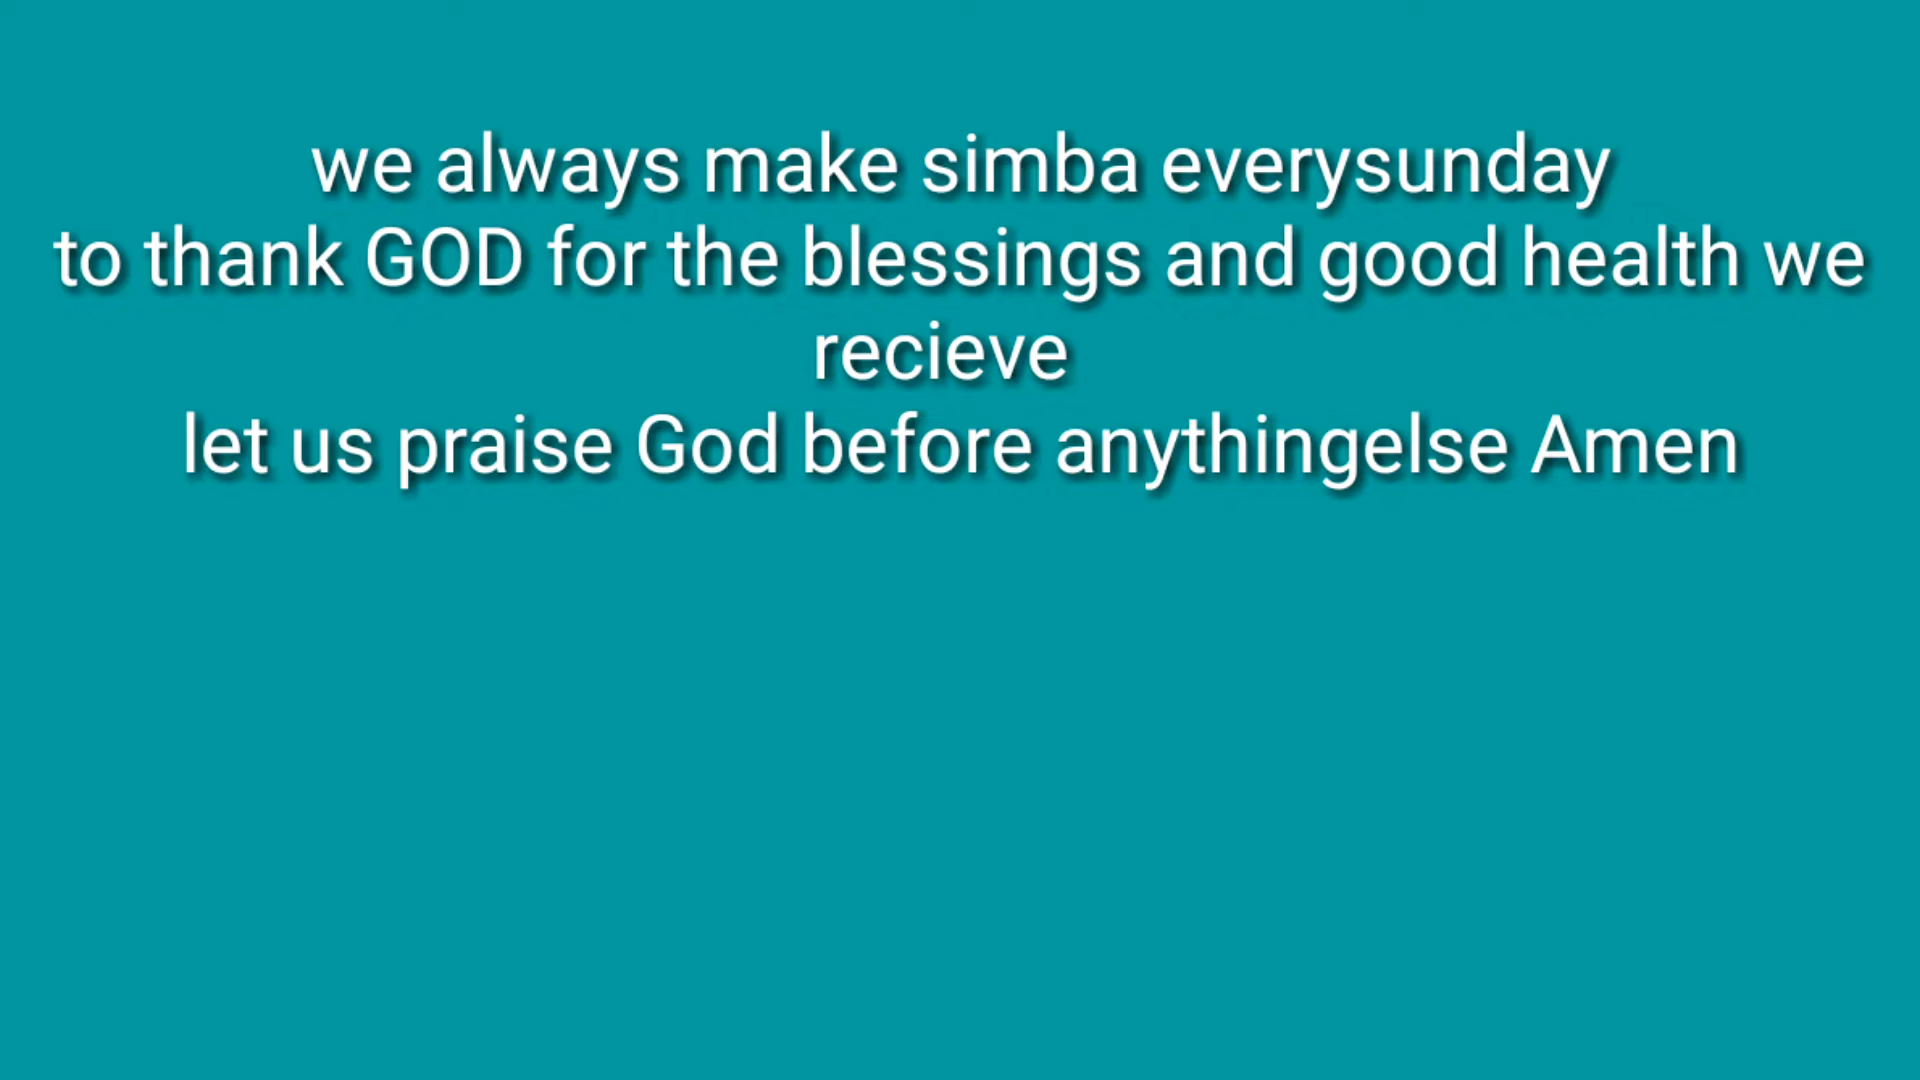 we always make simba everysunday
to thank GOD for the blessings and good health we
recieve
let us praise God before anythingelse Amen